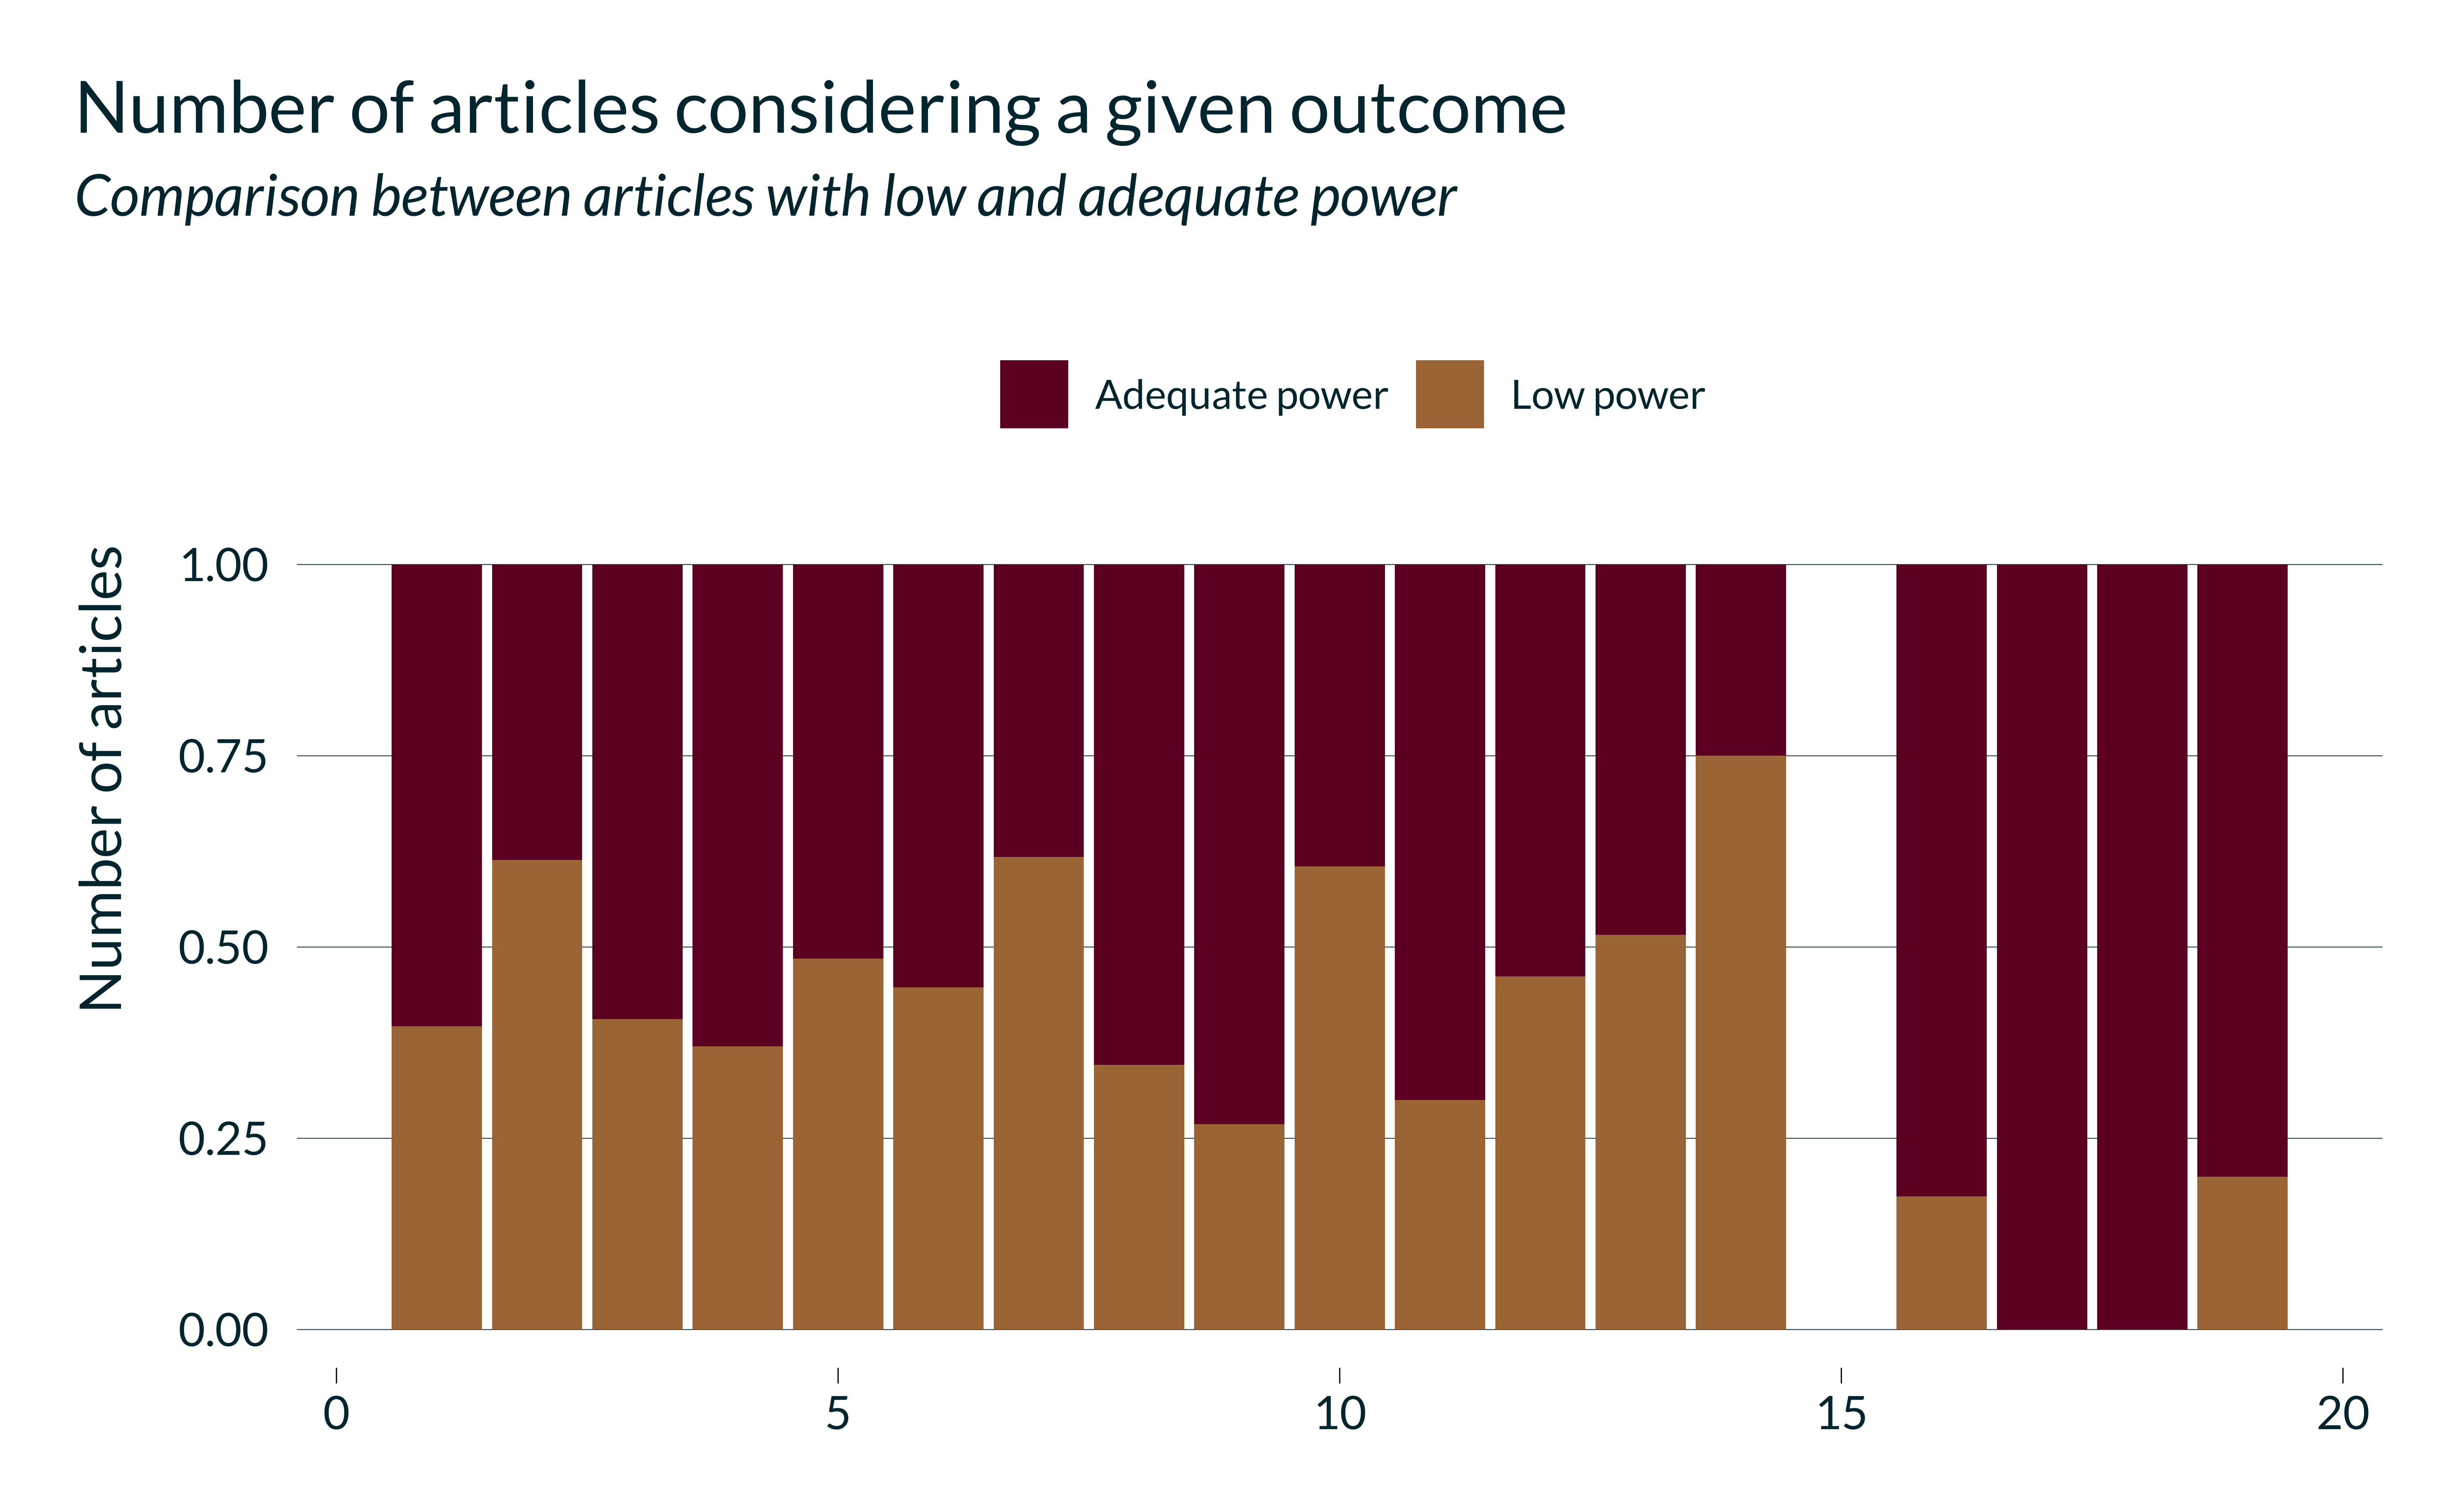 Number of articles considering a given outcome
Comparison between articles with low and adequate power
Adequate power
Low power
Number of articles
1.00
0.75
0.50
0.25
0.00
0
5
10
15
20